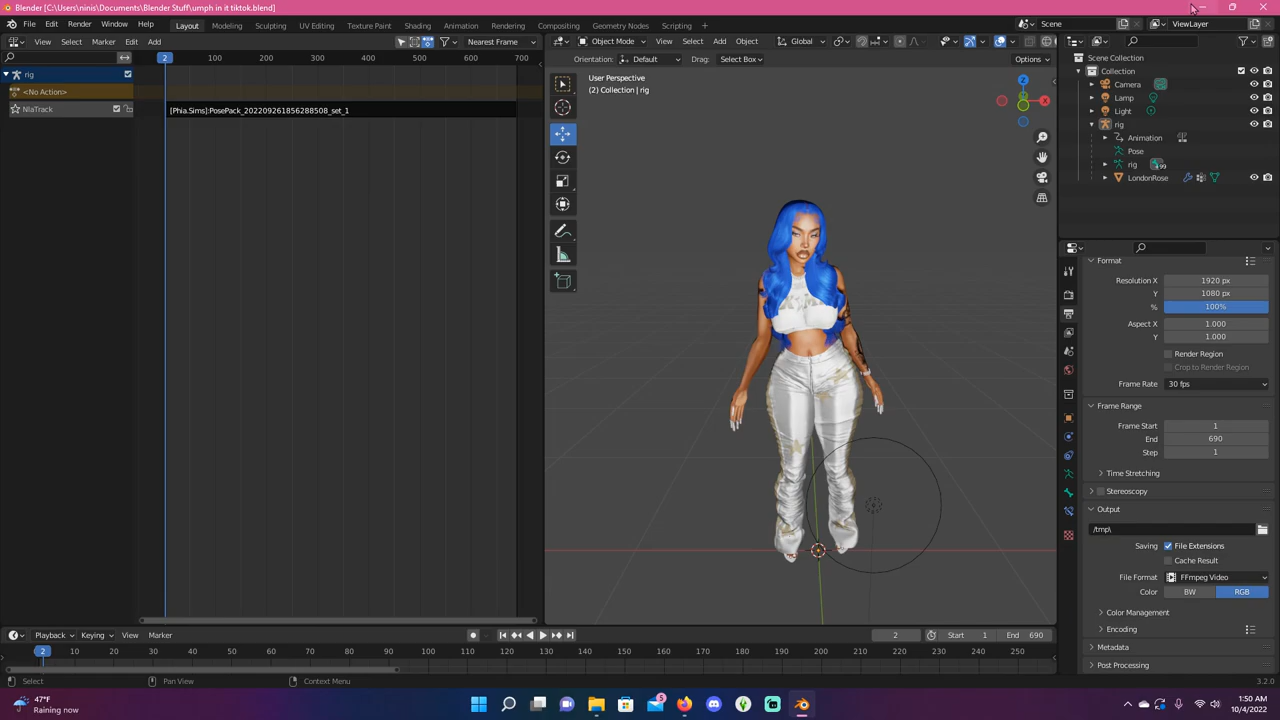 Blender [C:\Users\ninis\Documents\Blender Stuff\umph in it tiktok.blend]
File Edit Render Window Help Layout Modeling Sculpting UV Editing Texture Paint Shading Animation Rendering Compositing Geometry Nodes Scripting Scene ViewLayer
View Select Marker Edit Add Nearest Frame
Object Mode View Select Add Object Global
Orientation: Default Drag: Select Box Options
2 100 200 300 400 500 600 700
rig
<No Action>
NlaTrack [Phia.Sims]:PosePack_202209261856288508_set_1
User Perspective
(2) Collection | rig
Z
X
Scene Collection
Collection
Camera
Lamp
Light
rig
Animation
Pose
rig 99
LondonRose
Format
Resolution X 1920 px
Y 1080 px
% 100%
Aspect X 1.000
Y 1.000
Render Region
Crop to Render Region
Frame Rate 30 fps
Frame Range
Frame Start 1
End 690
Step 1
Time Stretching
Stereoscopy
Output
/tmp\
Saving File Extensions
Cache Result
File Format FFmpeg Video
Color BW RGB
Color Management
Encoding
Metadata
Post Processing
Playback Keying View Marker 2 Start 1 End 690
2 10 20 30 40 50 60 70 80 90 100 110 120 130 140 150 160 170 180 190 200 210 220 230 240 250
Select Pan View Context Menu 3.2.0
47°F
Raining now
5
1:50 AM
10/4/2022